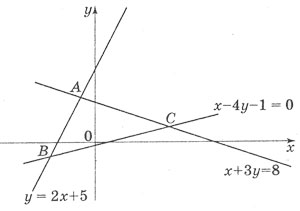 y
A
x-4y-1 = 0
C
0
x
B
x+3y=8
y = 2x+5